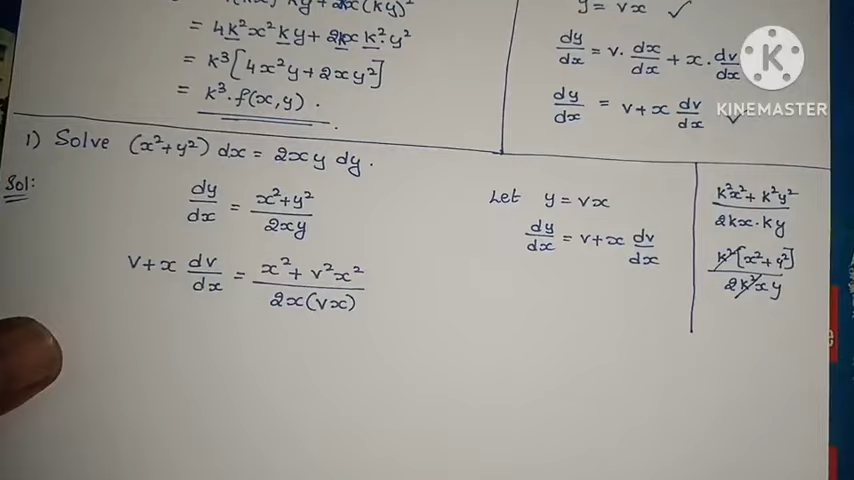 = 4k²x²ky + 2kx k²·y²
= k³[4x²y + 2xy²]
= k³·f(x,y).
y = vx ✓
dy/dx = v·dx/dx + x·dv/dx
dy/dx = v + x dv/dx ✓
KINEMASTER
1) Solve (x²+y²) dx = 2xy dy.
Sol:
dy/dx = x²+y²/2xy
v+x dv/dx = x²+v²x²/2x(vx)
Let y = vx
dy/dx = v+x dv/dx
k²x²+k²y²/2kx·ky
k²[x²+y²]/2k²xy